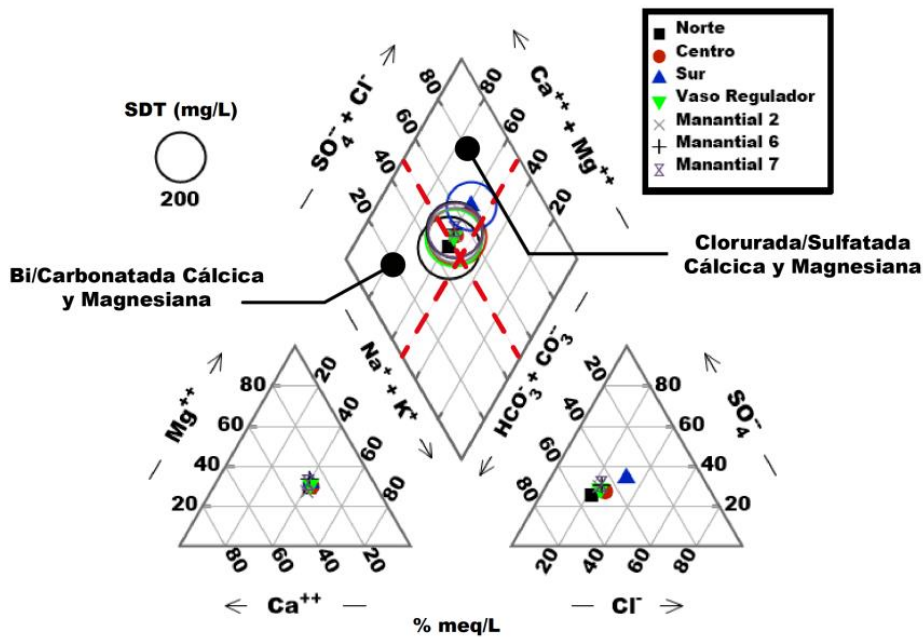 SDT (mg/L)
200
Norte
Centro
Sur
Vaso Regulador
Manantial 2
Manantial 6
Manantial 7
SO₄⁻⁻ + Cl⁻
Ca⁺⁺ + Mg⁺⁺
80
60
40
20
80
60
40
20
Bi/Carbonatada Cálcica
y Magnesiana
Clorurada/Sulfatada
Cálcica y Magnesiana
Na⁺ + K⁺
HCO₃⁻ + CO₃⁻⁻
Mg⁺⁺
80
60
40
20
20
40
60
80
80
60
40
20
Ca⁺⁺
SO₄⁻⁻
80
60
40
20
20
40
60
80
20
40
60
80
Cl⁻
% meq/L